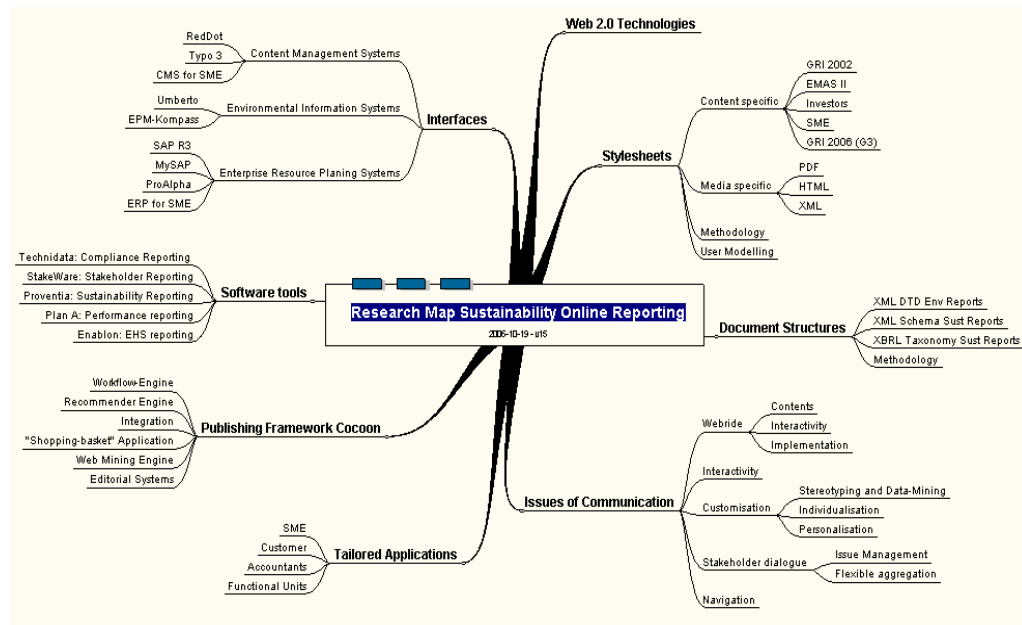 Web 2.0 Technologies
RedDot
Typo 3
CMS for SME
Content Management Systems
Umberto
EPM-Kompass
Environmental Information Systems
SAP R3
MySAP
ProAlpha
ERP for SME
Enterprise Resource Planing Systems
Interfaces
Stylesheets
Content specific
GRI 2002
EMAS II
Investors
SME
GRI 2006 (G3)
Media specific
PDF
HTML
XML
Methodology
User Modelling
Technidata: Compliance Reporting
StakeWare: Stakeholder Reporting
Proventia: Sustainability Reporting
Plan A: Performance reporting
Enablon: EHS reporting
Software tools
Research Map Sustainability Online Reporting
2006-10-19 - u15
Document Structures
XML DTD Env Reports
XML Schema Sust Reports
XBRL Taxonomy Sust Reports
Methodology
Workflow-Engine
Recommender Engine
Integration
"Shopping-basket" Application
Web Mining Engine
Editorial Systems
Publishing Framework Cocoon
Issues of Communication
Webride
Contents
Interactivity
Implementation
Interactivity
Customisation
Stereotyping and Data-Mining
Individualisation
Personalisation
Stakeholder dialogue
Issue Management
Flexible aggregation
Navigation
SME
Customer
Accountants
Functional Units
Tailored Applications